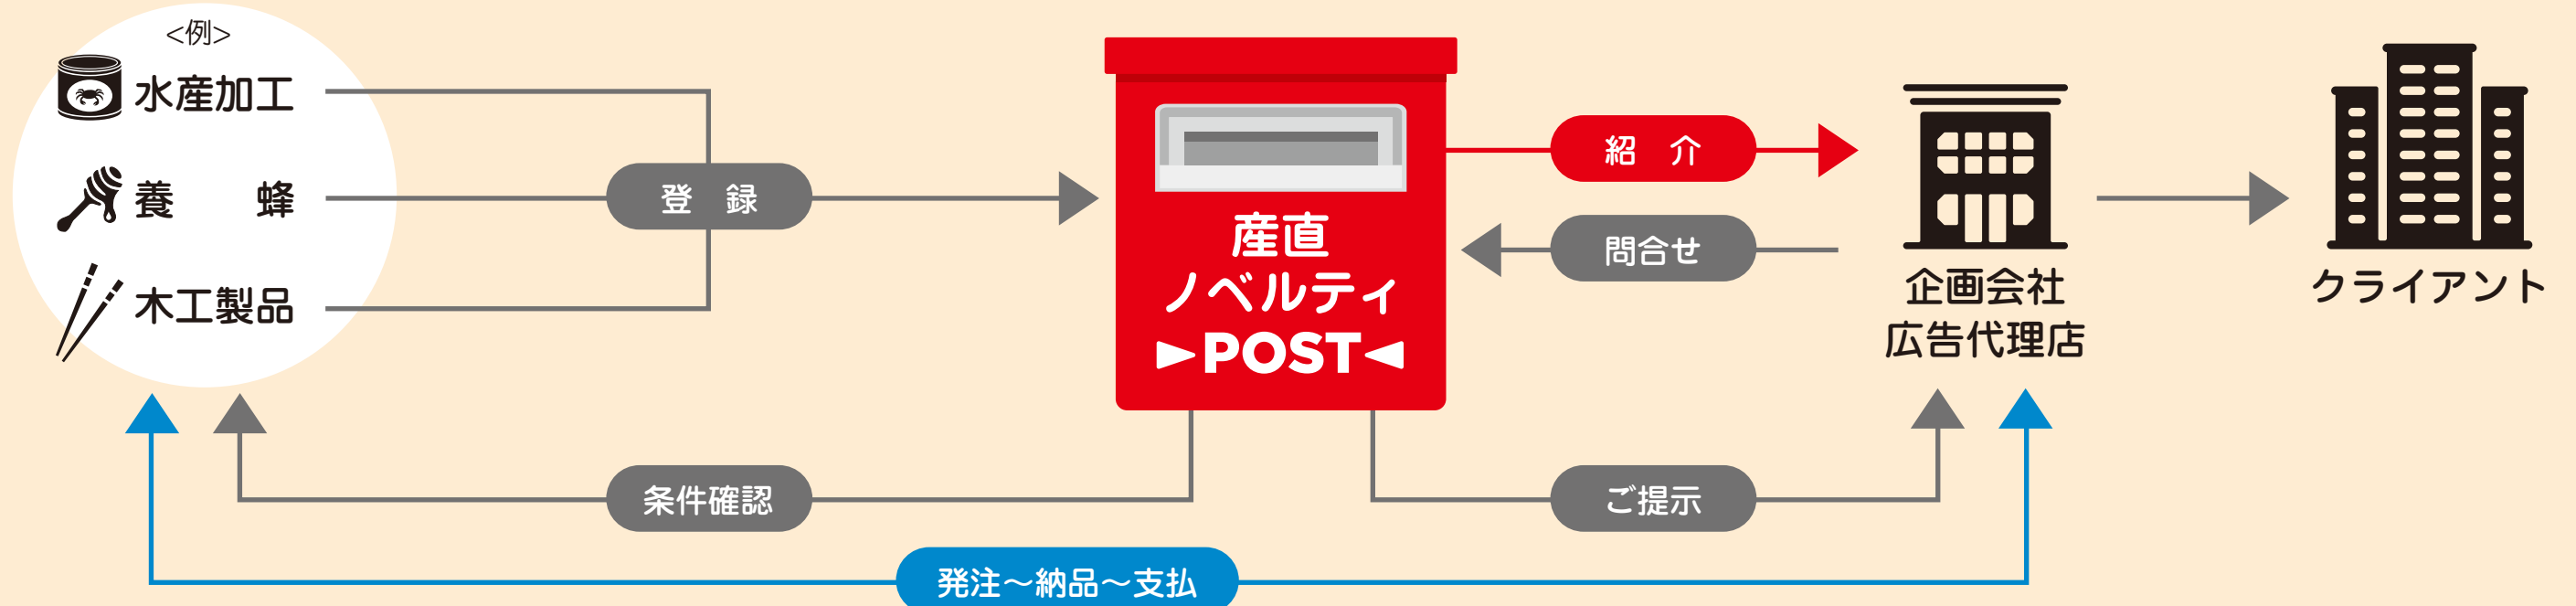 <例>
水産加工
養　蜂
木工製品
登　録
産直
ノベルティ
POST
紹　介
問合せ
企画会社
広告代理店
クライアント
条件確認
ご提示
発注～納品～支払